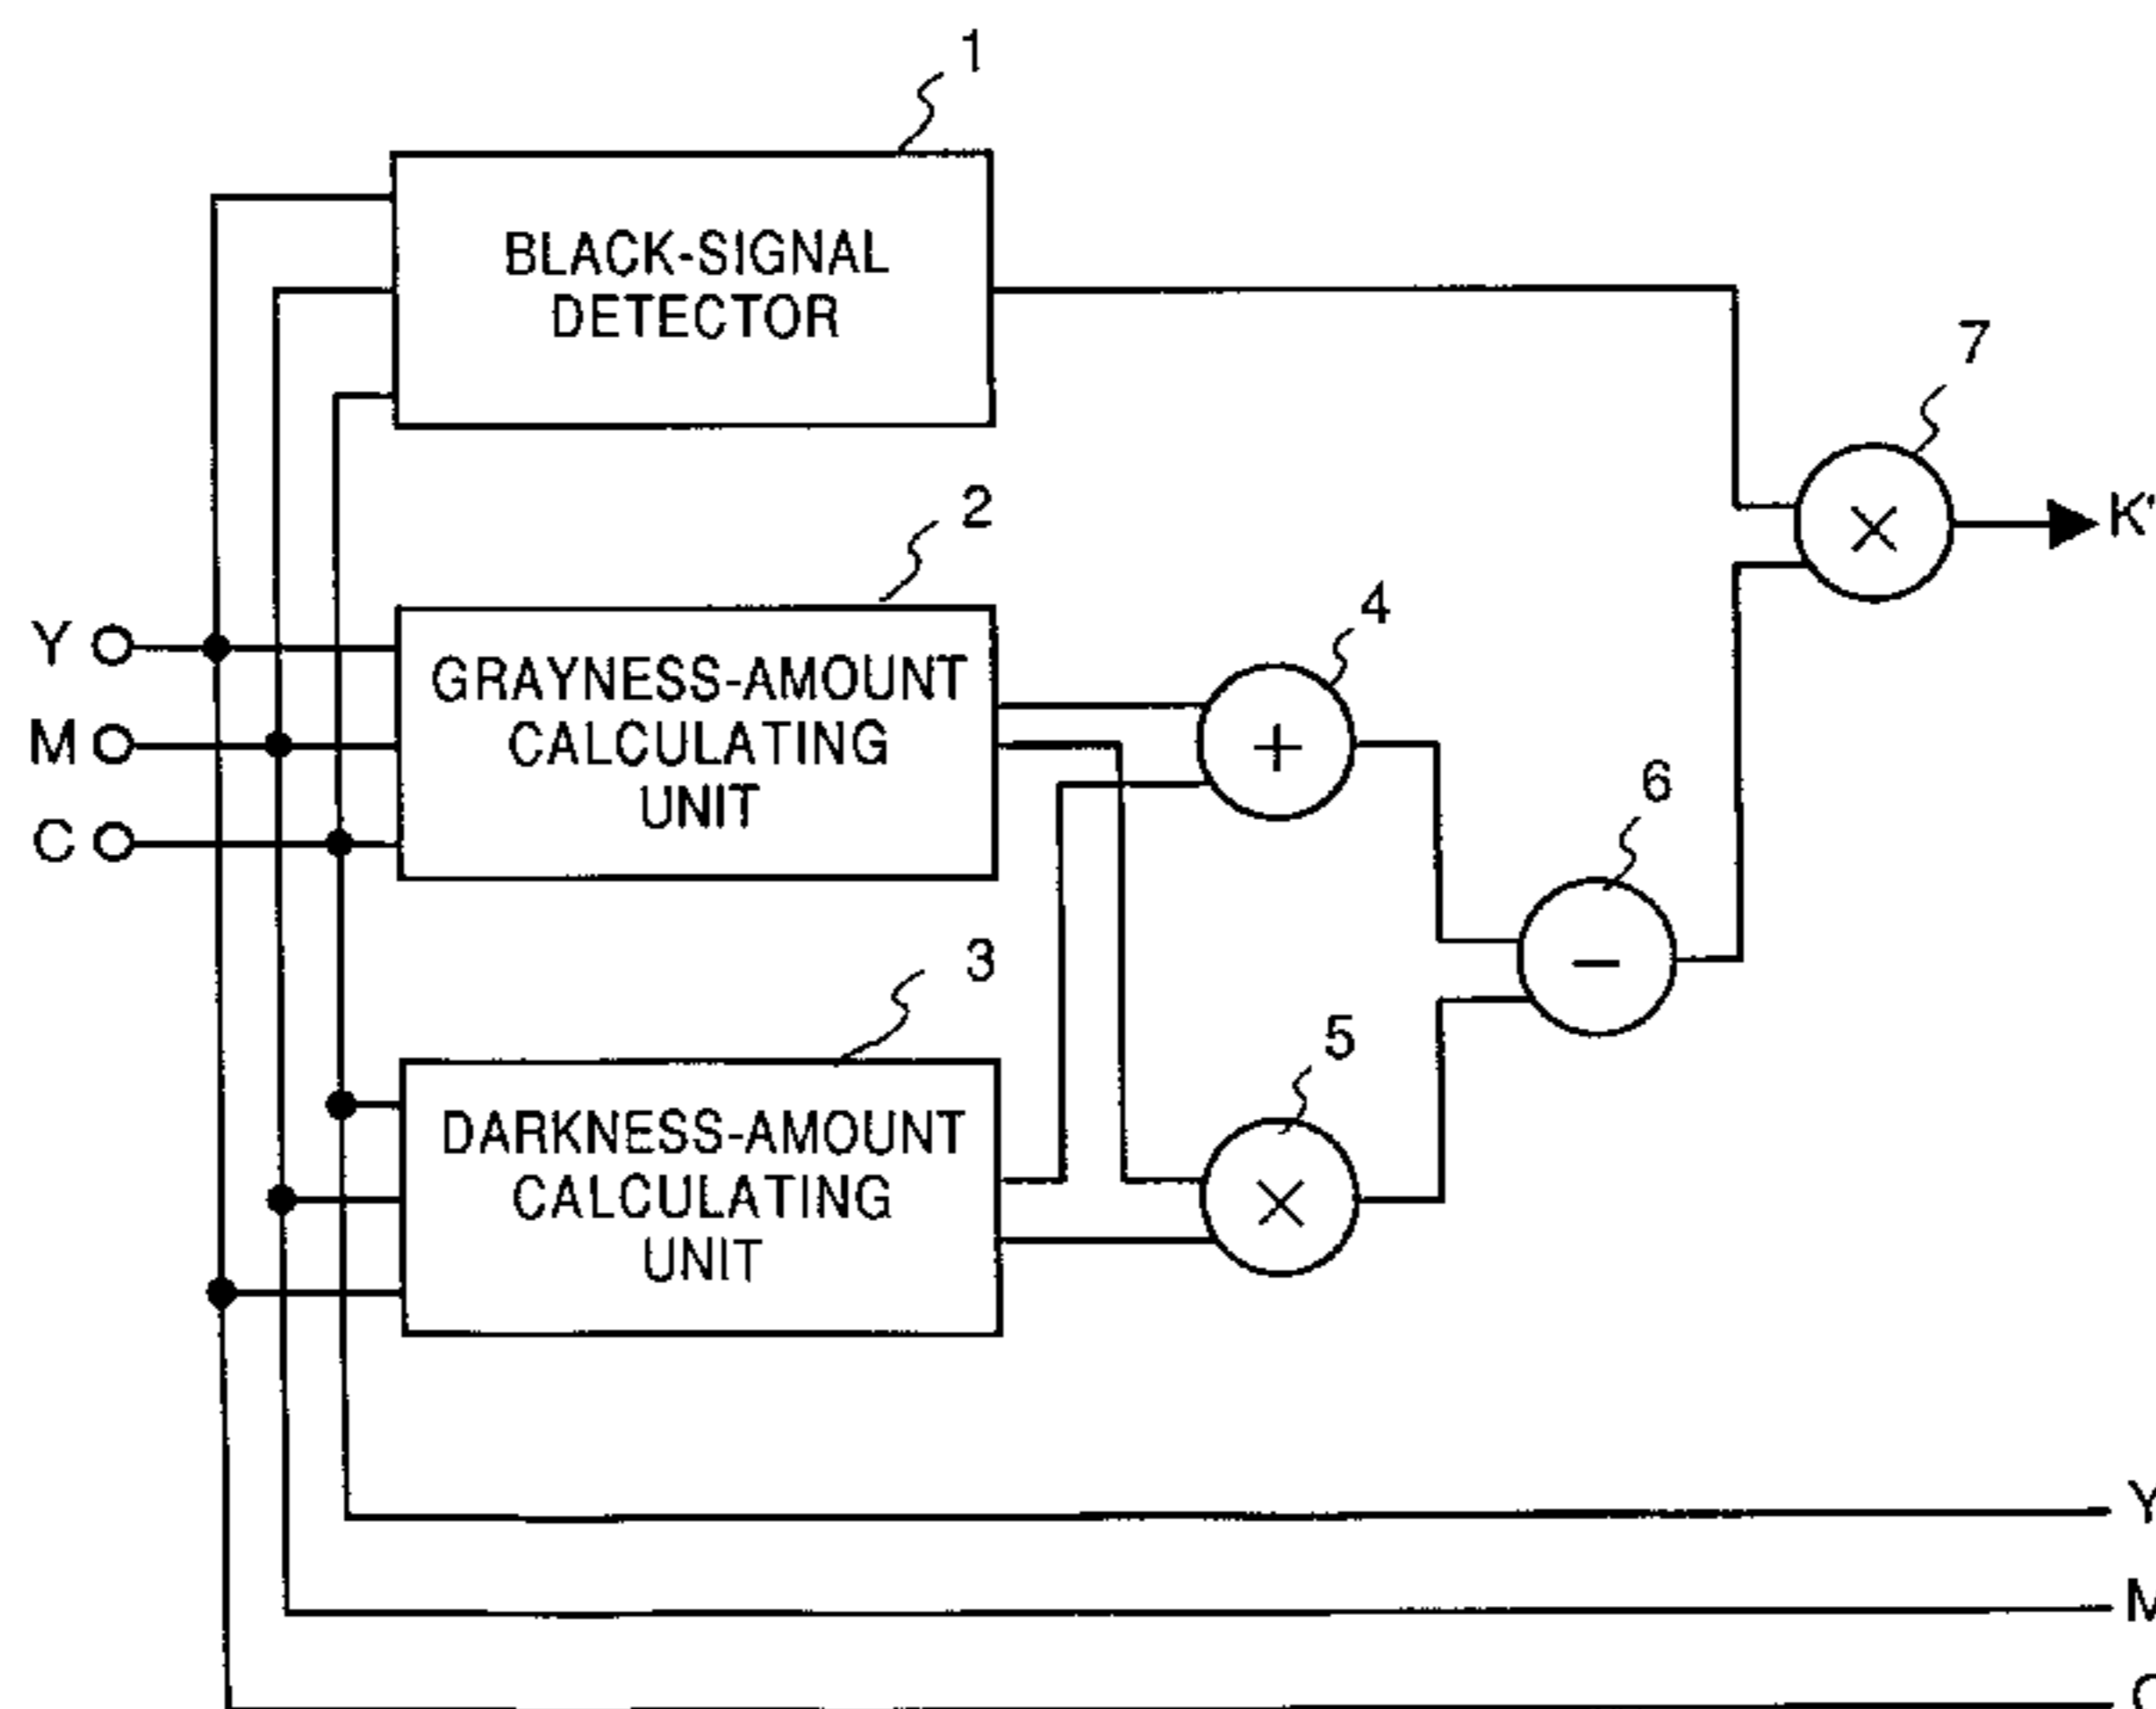 1
BLACK-SIGNAL
DETECTOR
7
K'
2
Y
GRAYNESS-AMOUNT
CALCULATING
UNIT
M
C
4
+
×
6
−
3
DARKNESS-AMOUNT
CALCULATING
UNIT
5
×
Y
M